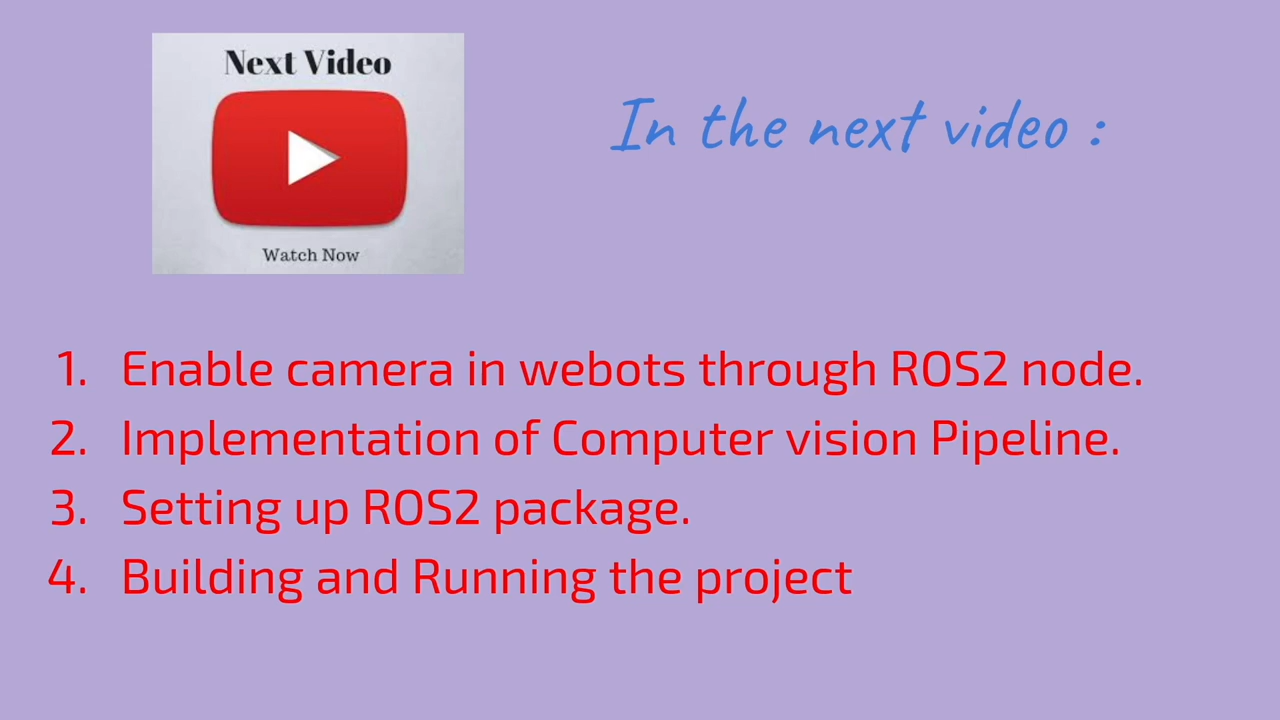 Next Video
Watch Now
In the next video :
1. Enable camera in webots through ROS2 node.
2. Implementation of Computer vision Pipeline.
3. Setting up ROS2 package.
4. Building and Running the project